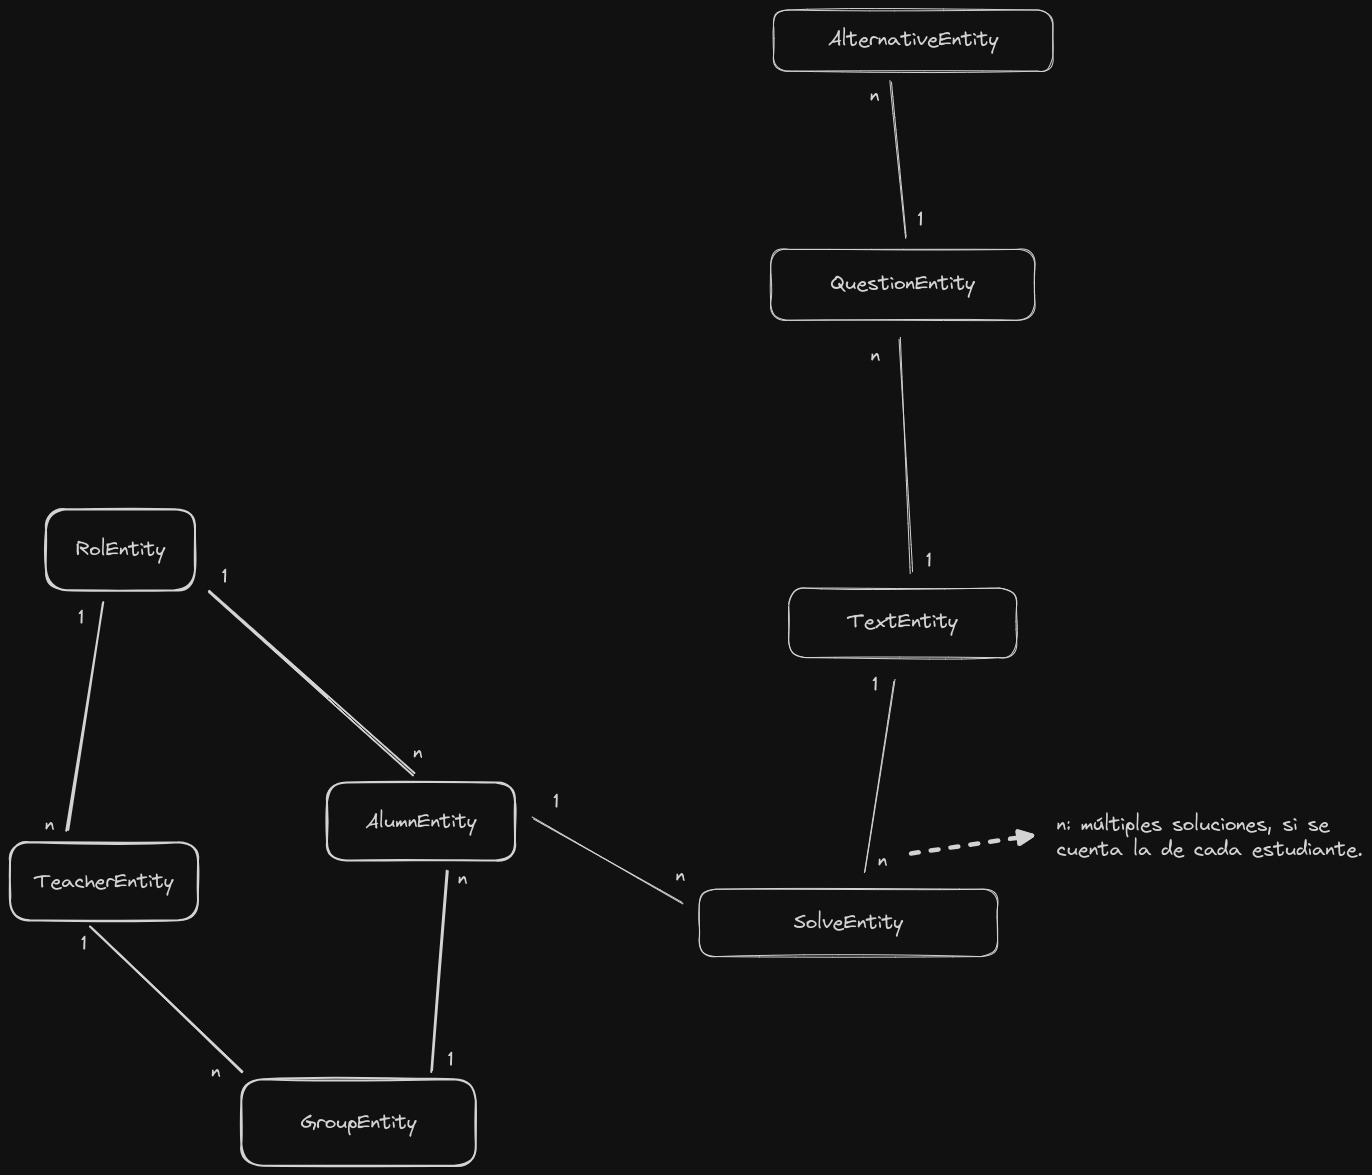 AlternativeEntity
n
1
QuestionEntity
n
1
TextEntity
1
n
n: múltiples soluciones, si se
cuenta la de cada estudiante.
SolveEntity
RolEntity
1
1
n
n
AlumnEntity
1
n
TeacherEntity
n
1
1
n
GroupEntity